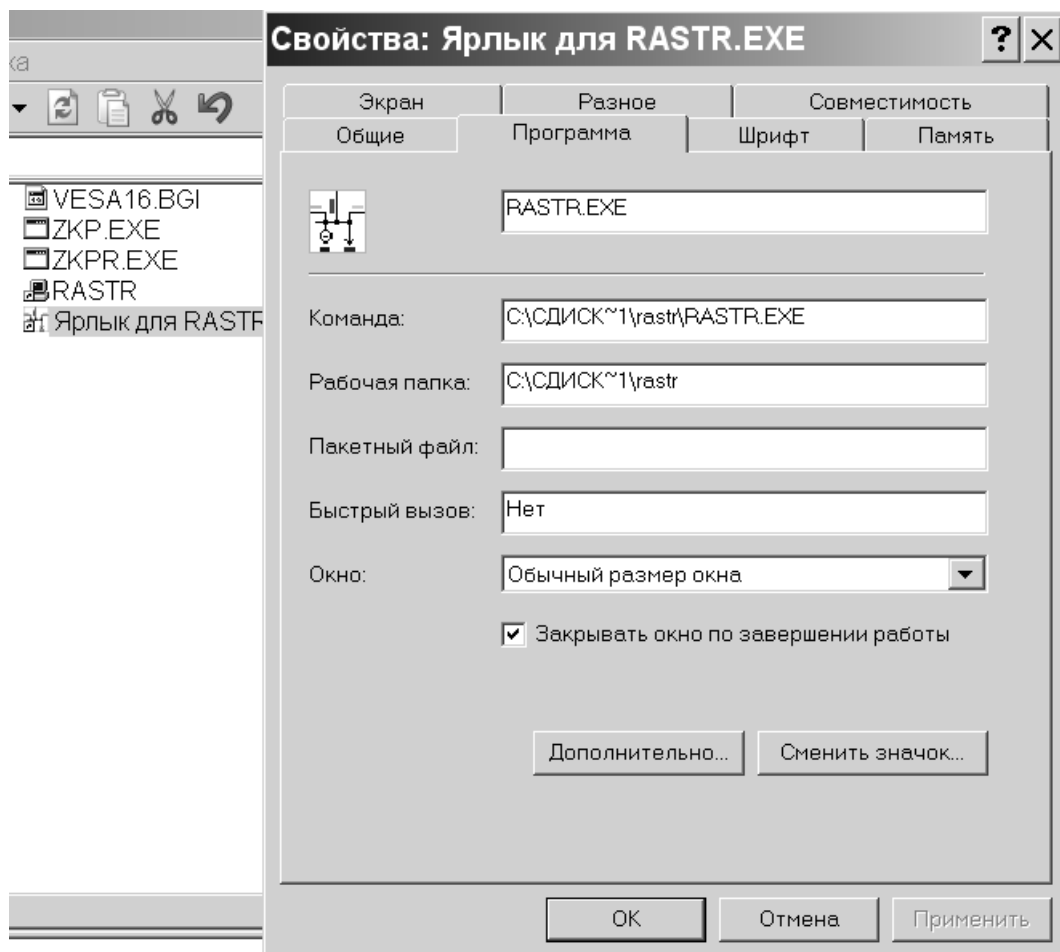 Свойства: Ярлык для RASTR.EXE
ка
VESA16.BGI
ZKP.EXE
ZKPR.EXE
RASTR
Ярлык для RASTR
Экран Разное Совместимость
Общие Программа Шрифт Память
RASTR.EXE
Команда: C:\СДИСК~1\rastr\RASTR.EXE
Рабочая папка: C:\СДИСК~1\rastr
Пакетный файл:
Быстрый вызов: Нет
Окно: Обычный размер окна
Закрывать окно по завершении работы
Дополнительно... Сменить значок...
OK Отмена Применить